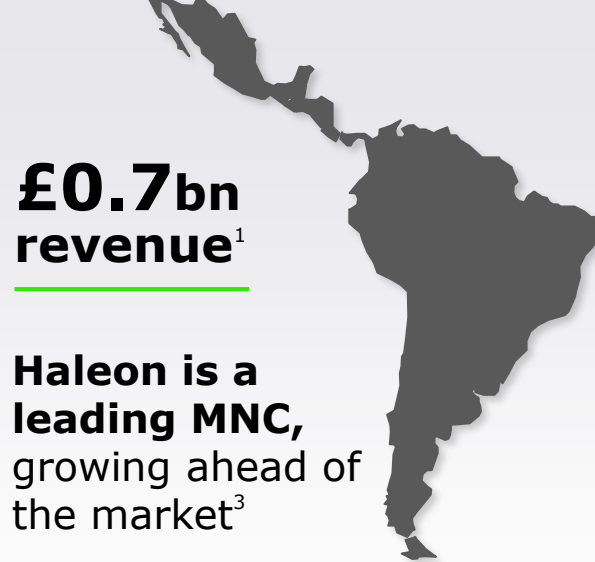 £0.7bn
revenue¹
Haleon is a
leading MNC,
growing ahead of
the market³